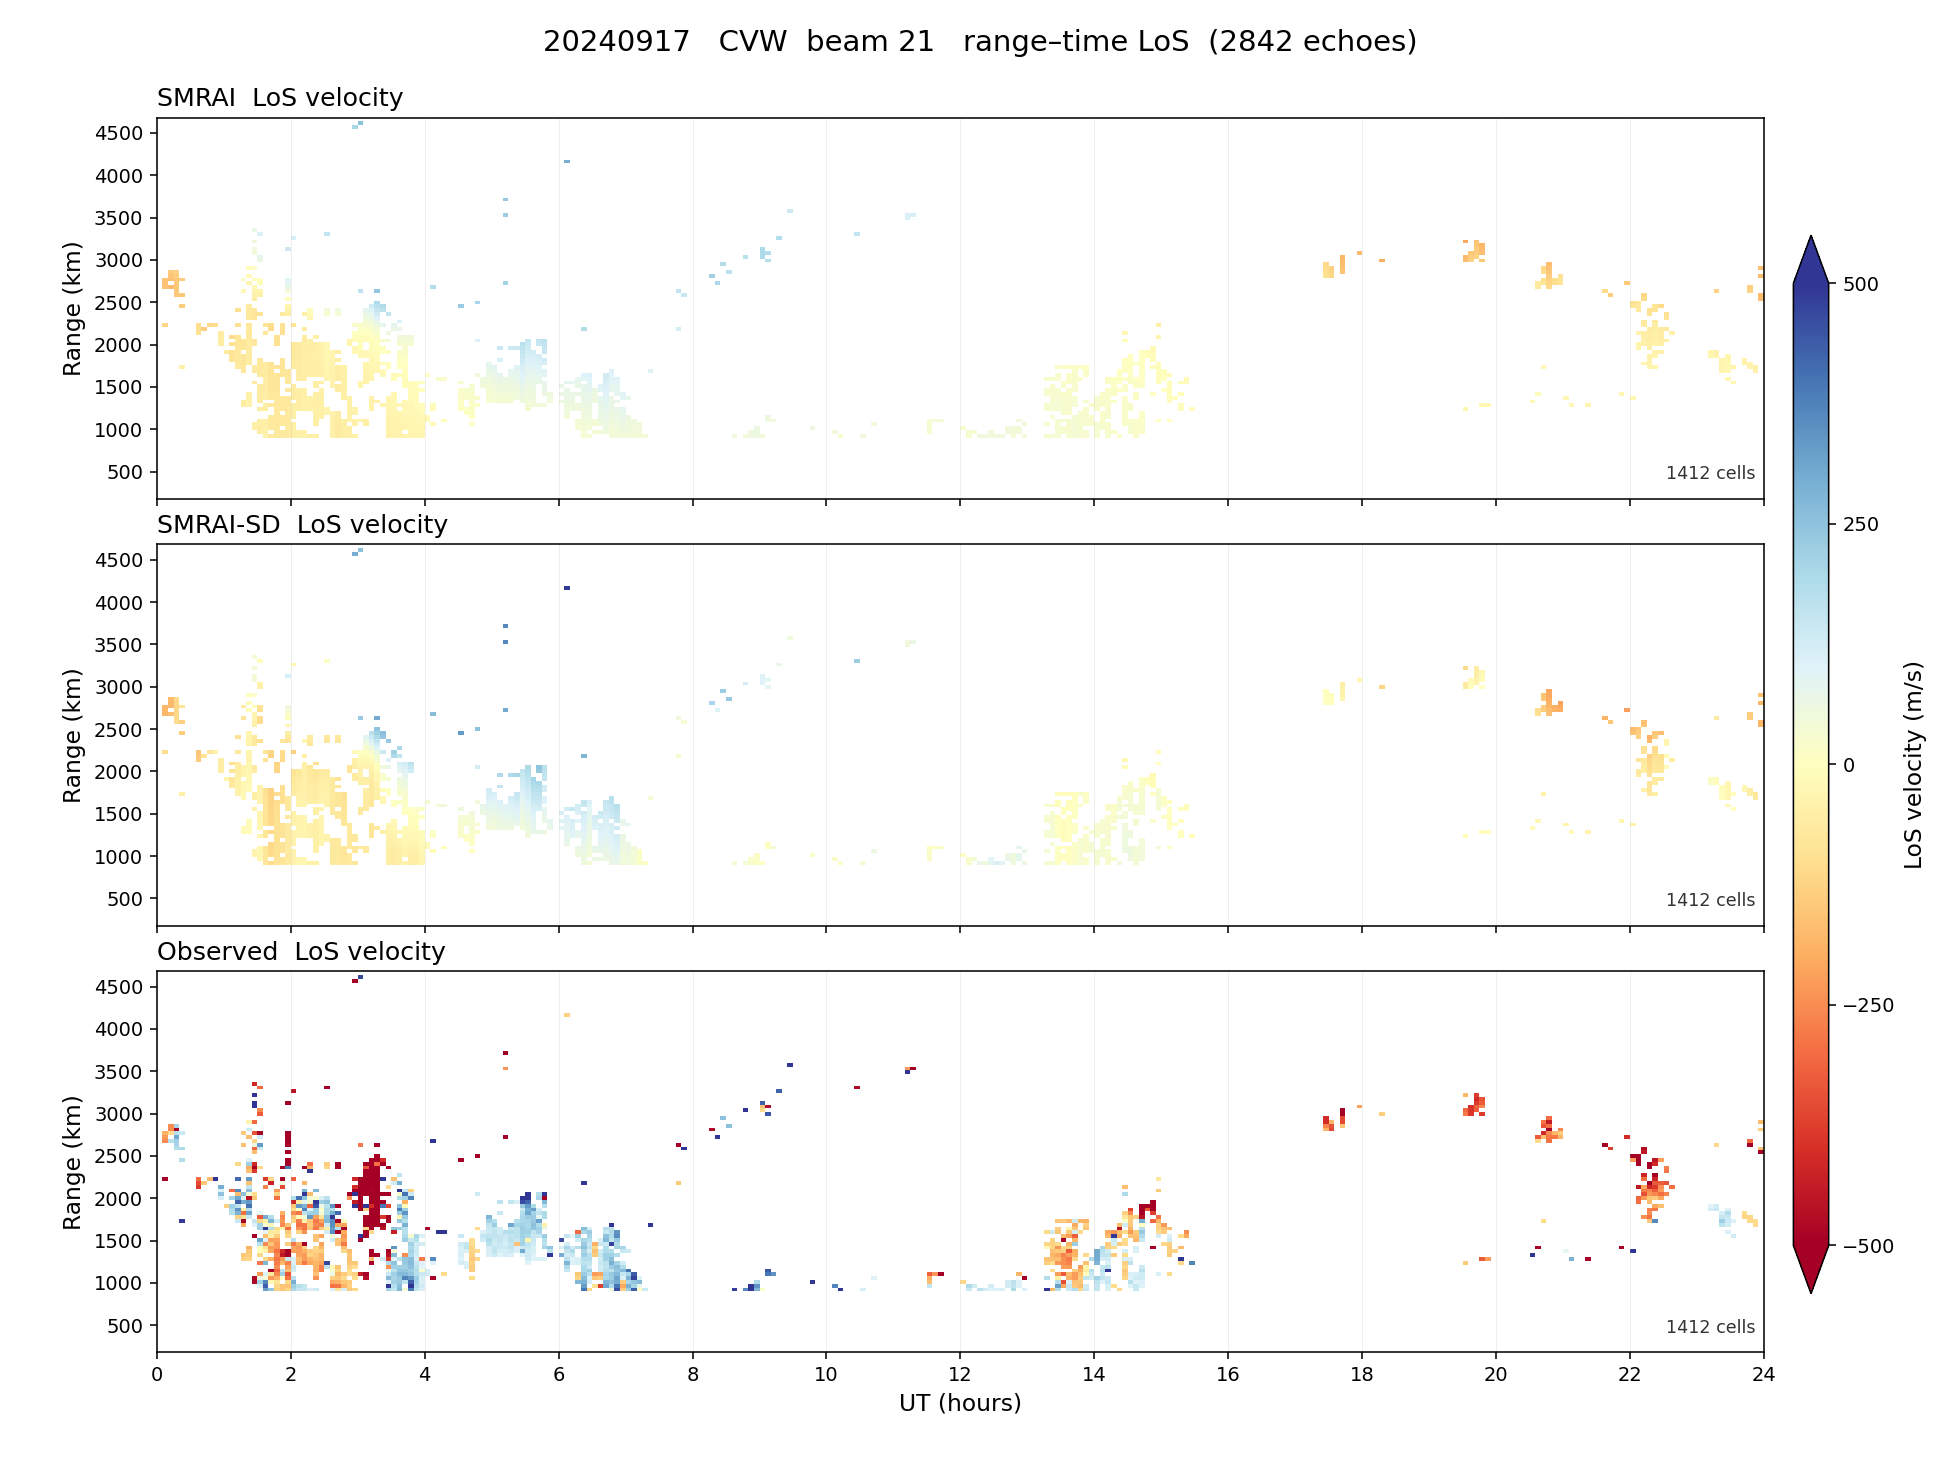 20240917   CVW  beam 21   range–time LoS  (2842 echoes)
SMRAI  LoS velocity
4500
4000
3500
3000
2500
2000
1500
1000
500
Range (km)
1412 cells
SMRAI-SD  LoS velocity
4500
4000
3500
3000
2500
2000
1500
1000
500
Range (km)
1412 cells
Observed  LoS velocity
4500
4000
3500
3000
2500
2000
1500
1000
500
Range (km)
1412 cells
0 2 4 6 8 10 12 14 16 18 20 22 24
UT (hours)
500
250
0
−250
−500
LoS velocity (m/s)